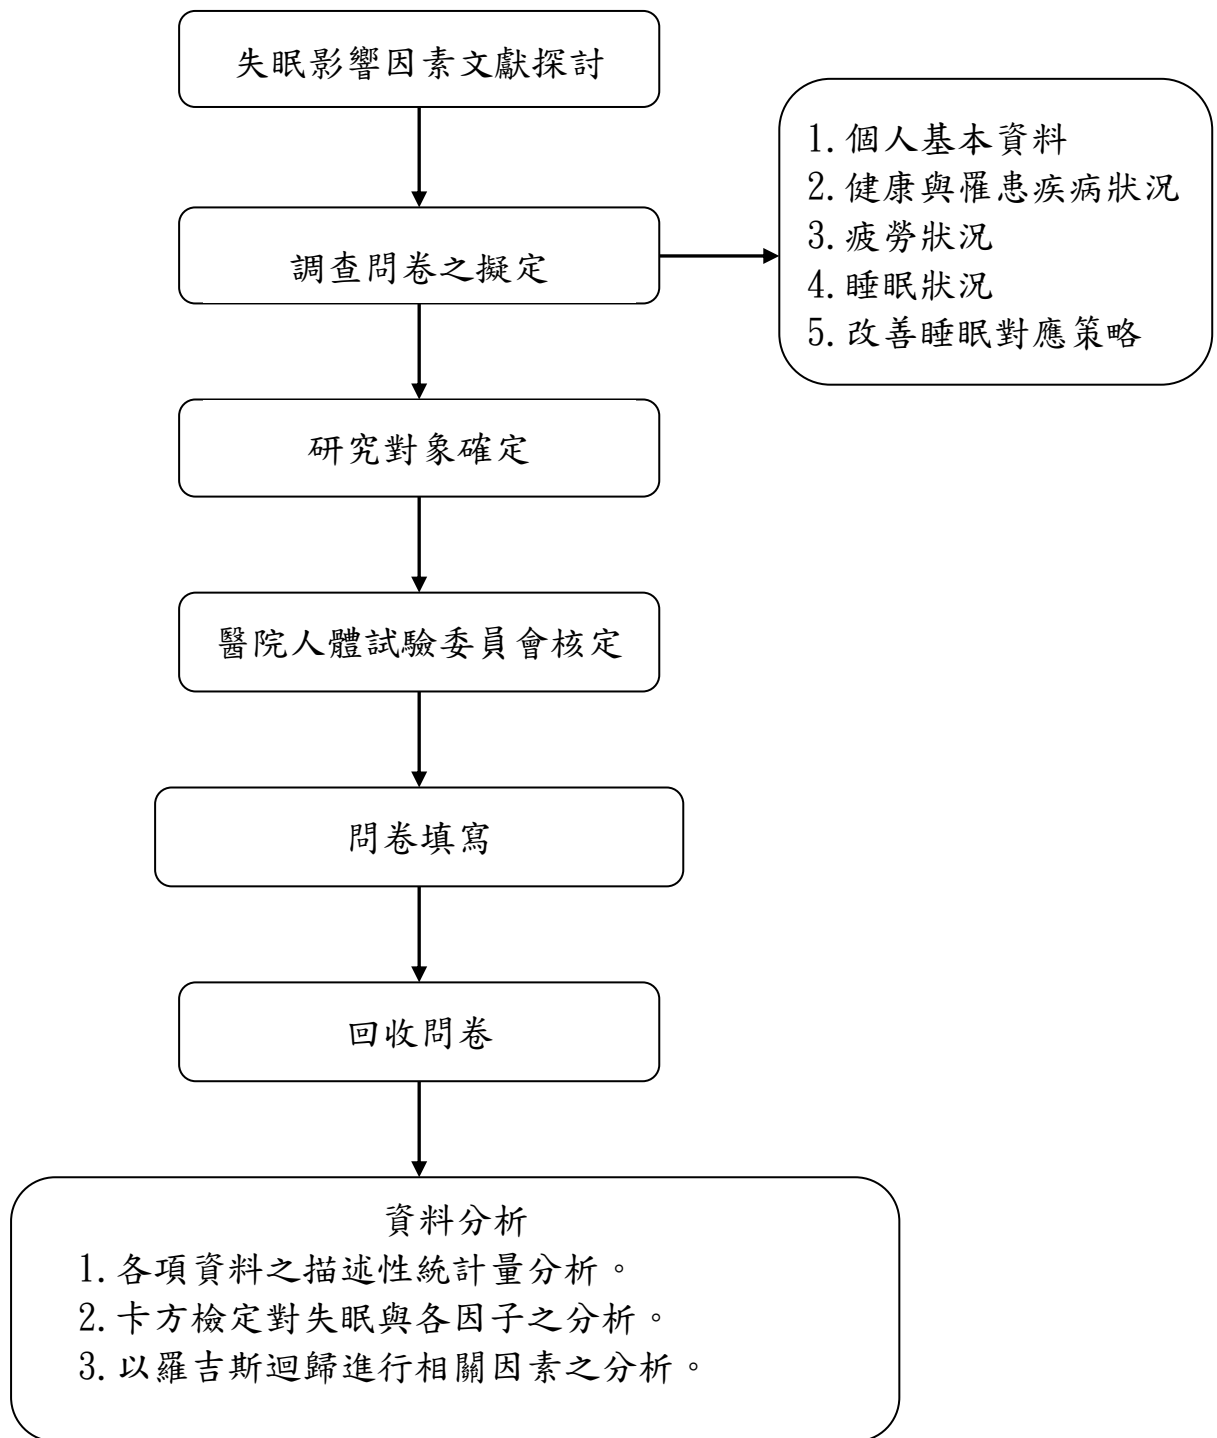 失眠影響因素文獻探討
調查問卷之擬定
1.個人基本資料
2.健康與罹患疾病狀況
3.疲勞狀況
4.睡眠狀況
5.改善睡眠對應策略
研究對象確定
醫院人體試驗委員會核定
問卷填寫
回收問卷
資料分析
1.各項資料之描述性統計量分析。
2.卡方檢定對失眠與各因子之分析。
3.以羅吉斯迴歸進行相關因素之分析。